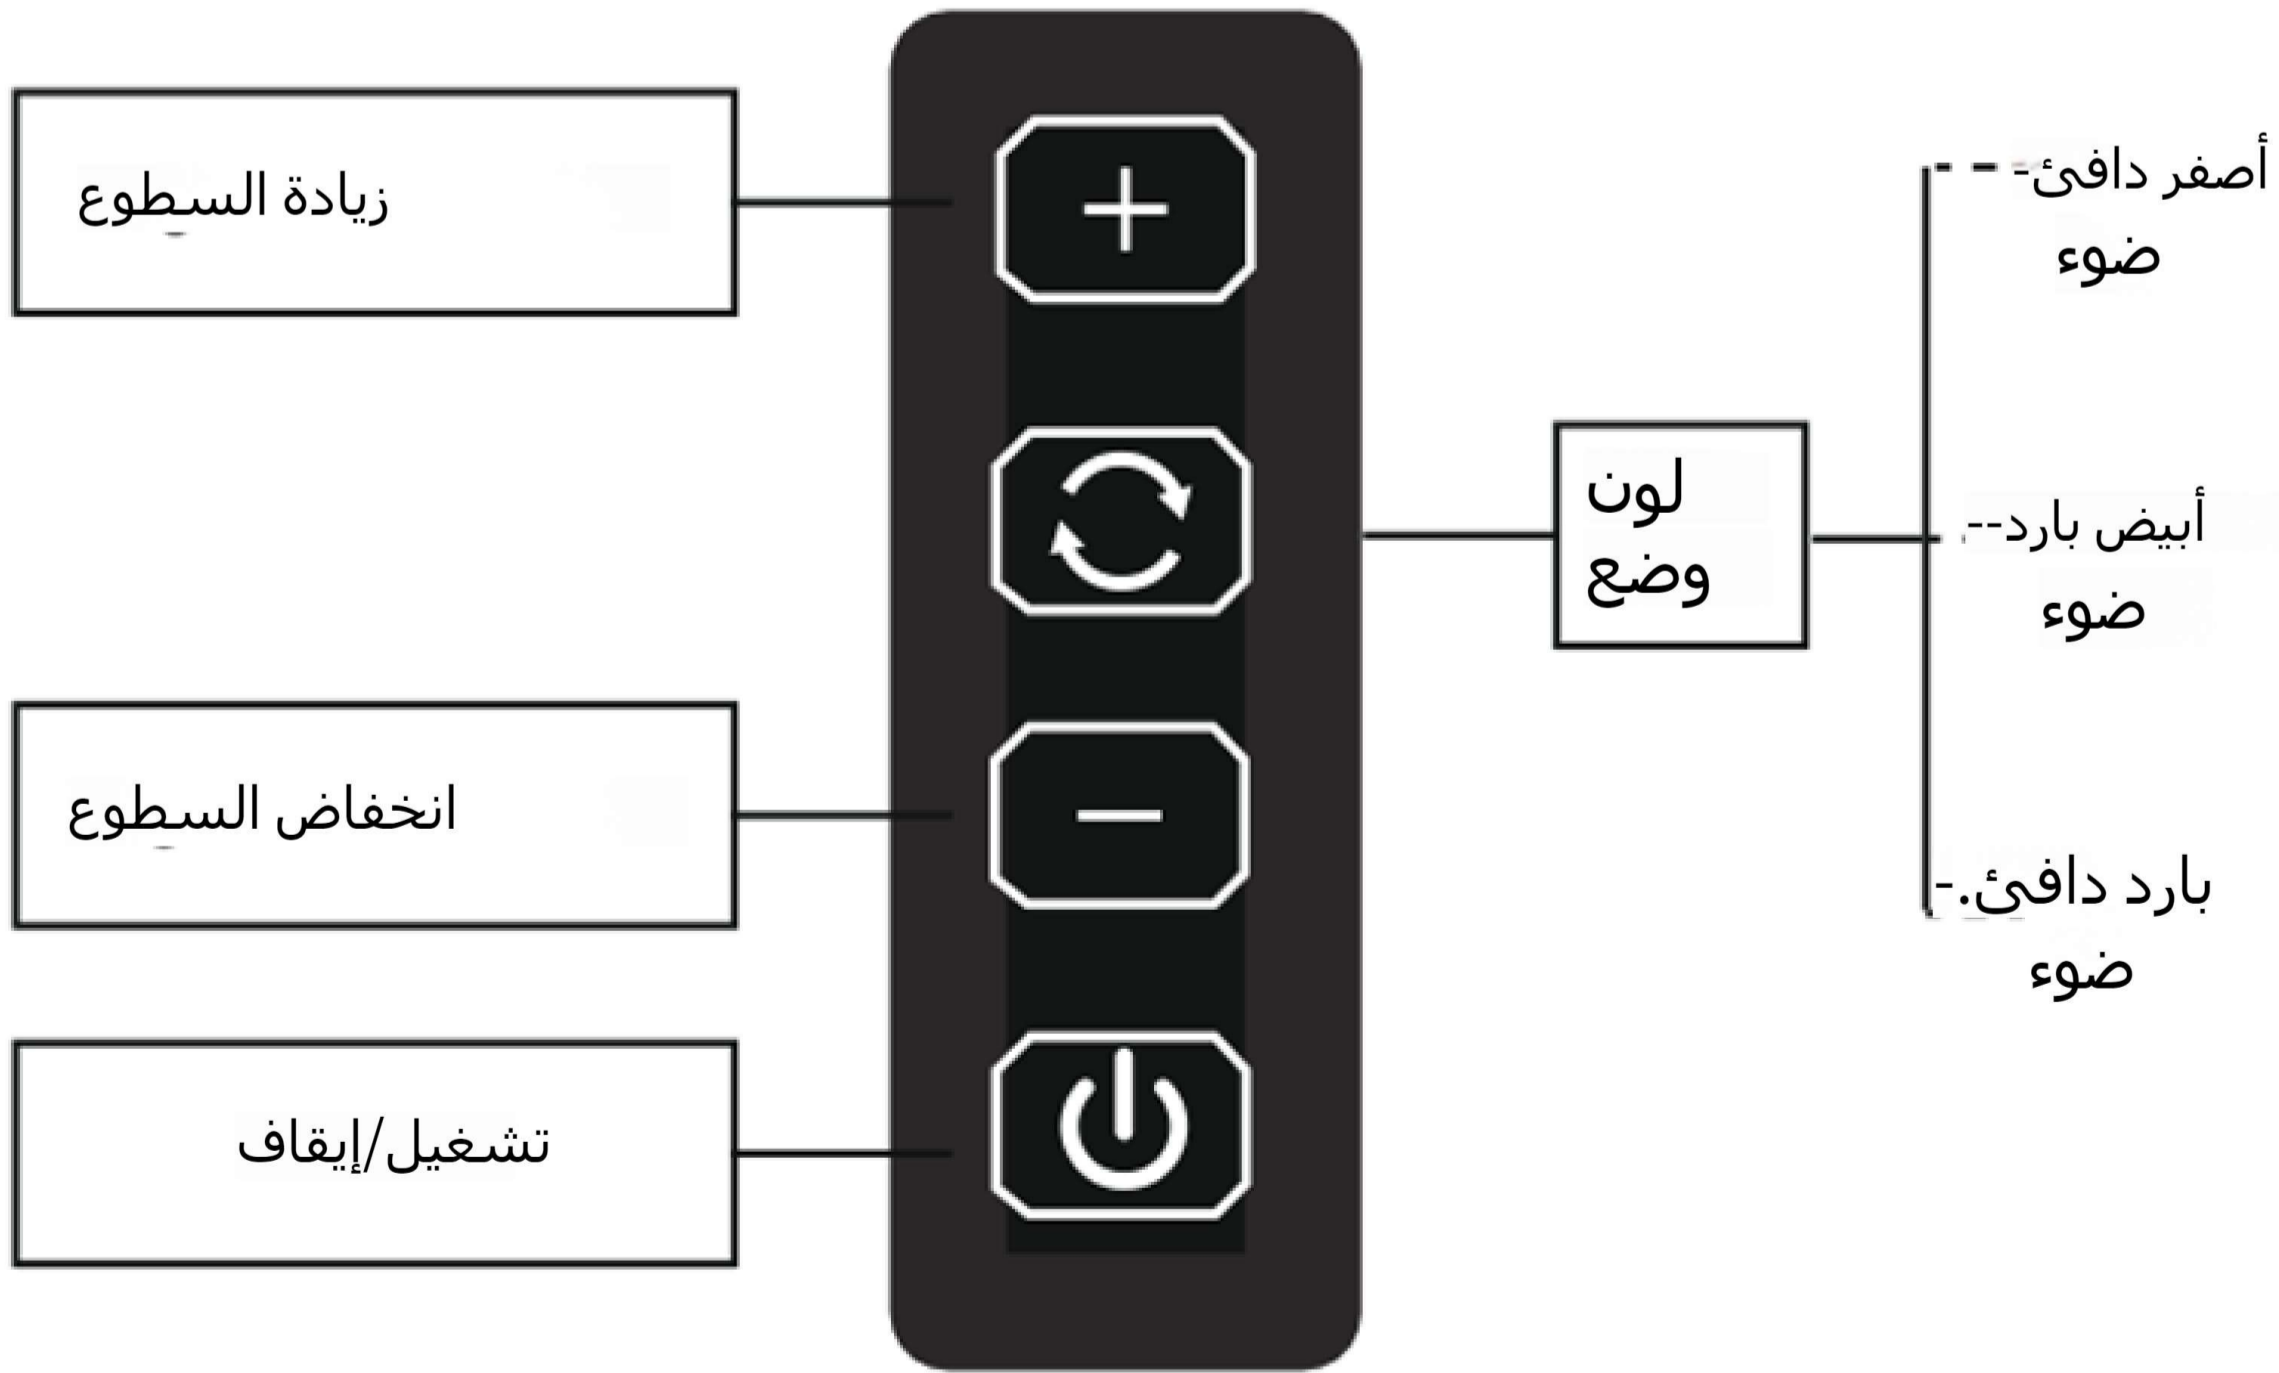 زيادة السطوع
+
أصفر دافئ-
ضوء
لون
وضع
أبيض بارد--
ضوء
انخفاض السطوع
−
بارد دافئ.-
ضوء
تشغيل/إيقاف